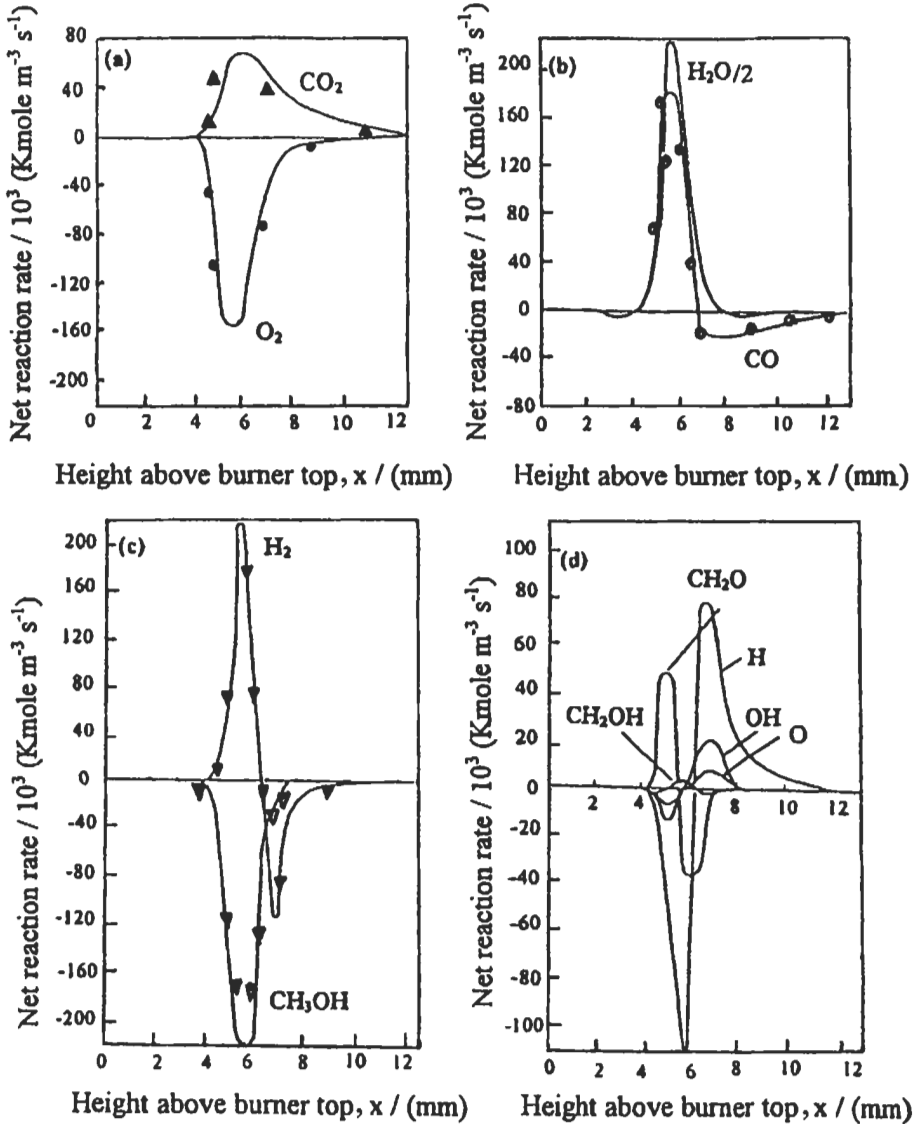 (a)
Net reaction rate / 10³ (Kmole m⁻³ s⁻¹)
80
40
0
-40
-80
-120
-160
-200
CO₂
O₂
0 2 4 6 8 10 12
Height above burner top, x / (mm)
(b)
Net reaction rate / 10³ (Kmole m⁻³ s⁻¹)
200
160
120
80
40
0
-40
-80
H₂O/2
CO
0 2 4 6 8 10 12
Height above burner top, x / (mm)
(c)
Net reaction rate / 10³ (Kmole m⁻³ s⁻¹)
200
160
120
80
40
0
-40
-80
-120
-160
-200
H₂
CH₃OH
0 2 4 6 8 10 12
Height above burner top, x / (mm)
(d)
Net reaction rate / 10³ (Kmole m⁻³ s⁻¹)
100
80
60
40
20
0
-20
-40
-60
-80
-100
CH₂O
H
CH₂OH
OH
O
2 4 6 8 10 12
0 2 4 6 8 10 12
Height above burner top, x / (mm)